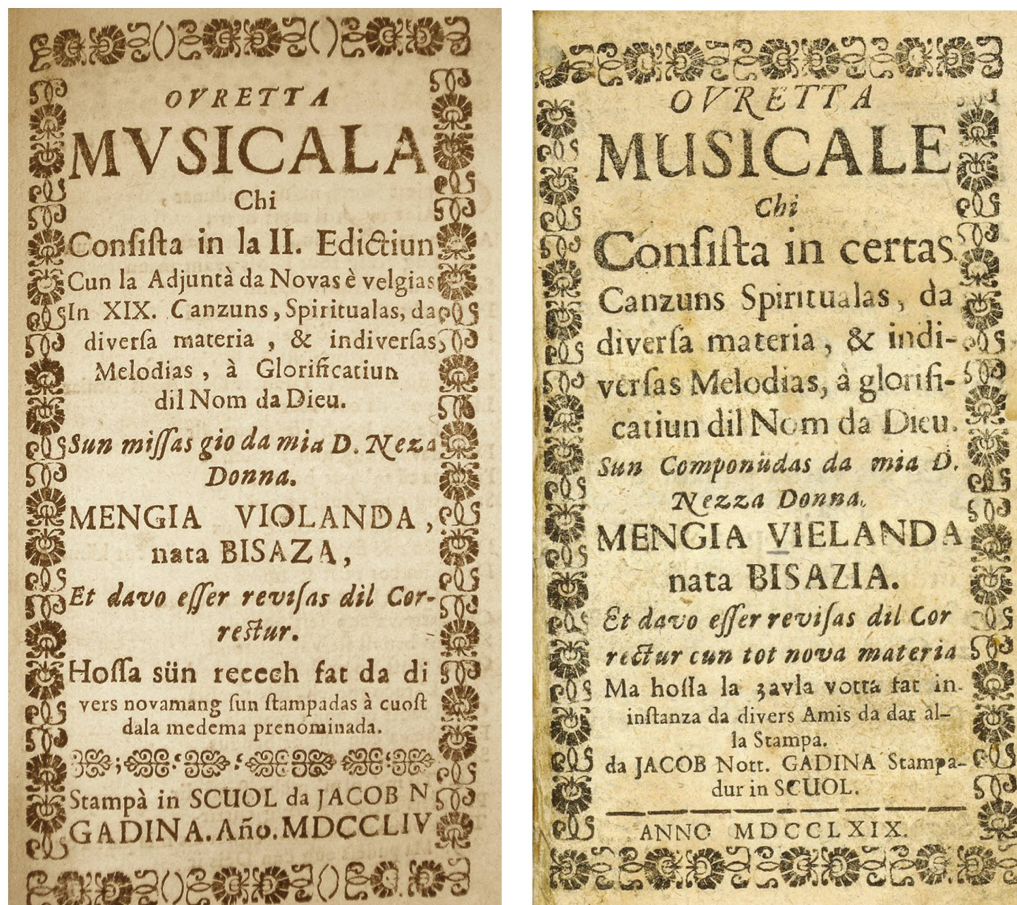 OVRETTA
MVSICALA
Chi
Conſiſta in la II. Edictiun
Cun la Adjuntà da Novas è velgias
In XIX. Canzuns, Spiritualas, da
diverſa materia, & indiverſas
Melodias, à Glorificatiun
dil Nom da Dieu.
Sun miſſas gio da mia D. Neza
Donna.
MENGIA VIOLANDA,
nata BISAZA,
Et davo eſſer reviſas dil Cor-
rectur.
Hoſſa sün recech fat da di
vers novamang ſun ſtampadas à cuoſt
dala medema prenominada.
Stampà in SCUOL da JACOB N
GADINA. Año. MDCCLIV
OVRETTA
MUSICALE
Chi
Conſiſta in certas
Canzuns Spiritualas, da
diverſa materia, & indi-
verſas Melodias, à glorifi-
catiun dil Nom da Dieu.
Sun Componüdas da mia D.
Nezza Donna.
MENGIA VIELANDA
nata BISAZIA.
Et davo eſſer reviſas dil Cor
rectur cun tot nova materia
Ma hoſſa la 3avla votta fat in-
inſtanza da divers Amis da dar al-
la Stampa.
da JACOB Nott. GADINA Stampa-
dur in SCUOL.
ANNO MDCCLXIX.